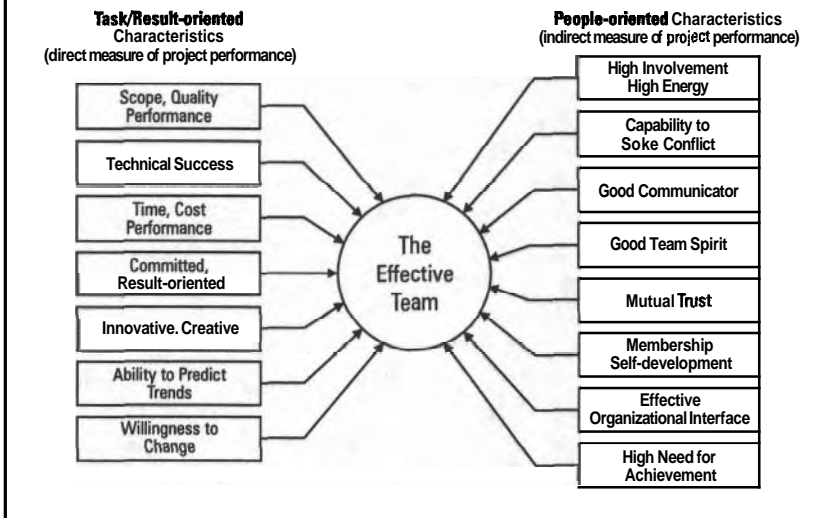 Task/Result-oriented
Characteristics
(direct measure of project performance)
Scope, Quality
Performance
Technical Success
Time, Cost
Performance
Committed,
Result-oriented
Innovative. Creative
Ability to Predict
Trends
Willingness to
Change
The
Effective
Team
People-oriented Characteristics
(indirect measure of project performance)
High Involvement
High Energy
Capability to
Soke Conflict
Good Communicator
Good Team Spirit
Mutual Trust
Membership
Self-development
Effective
Organizational Interface
High Need for
Achievement